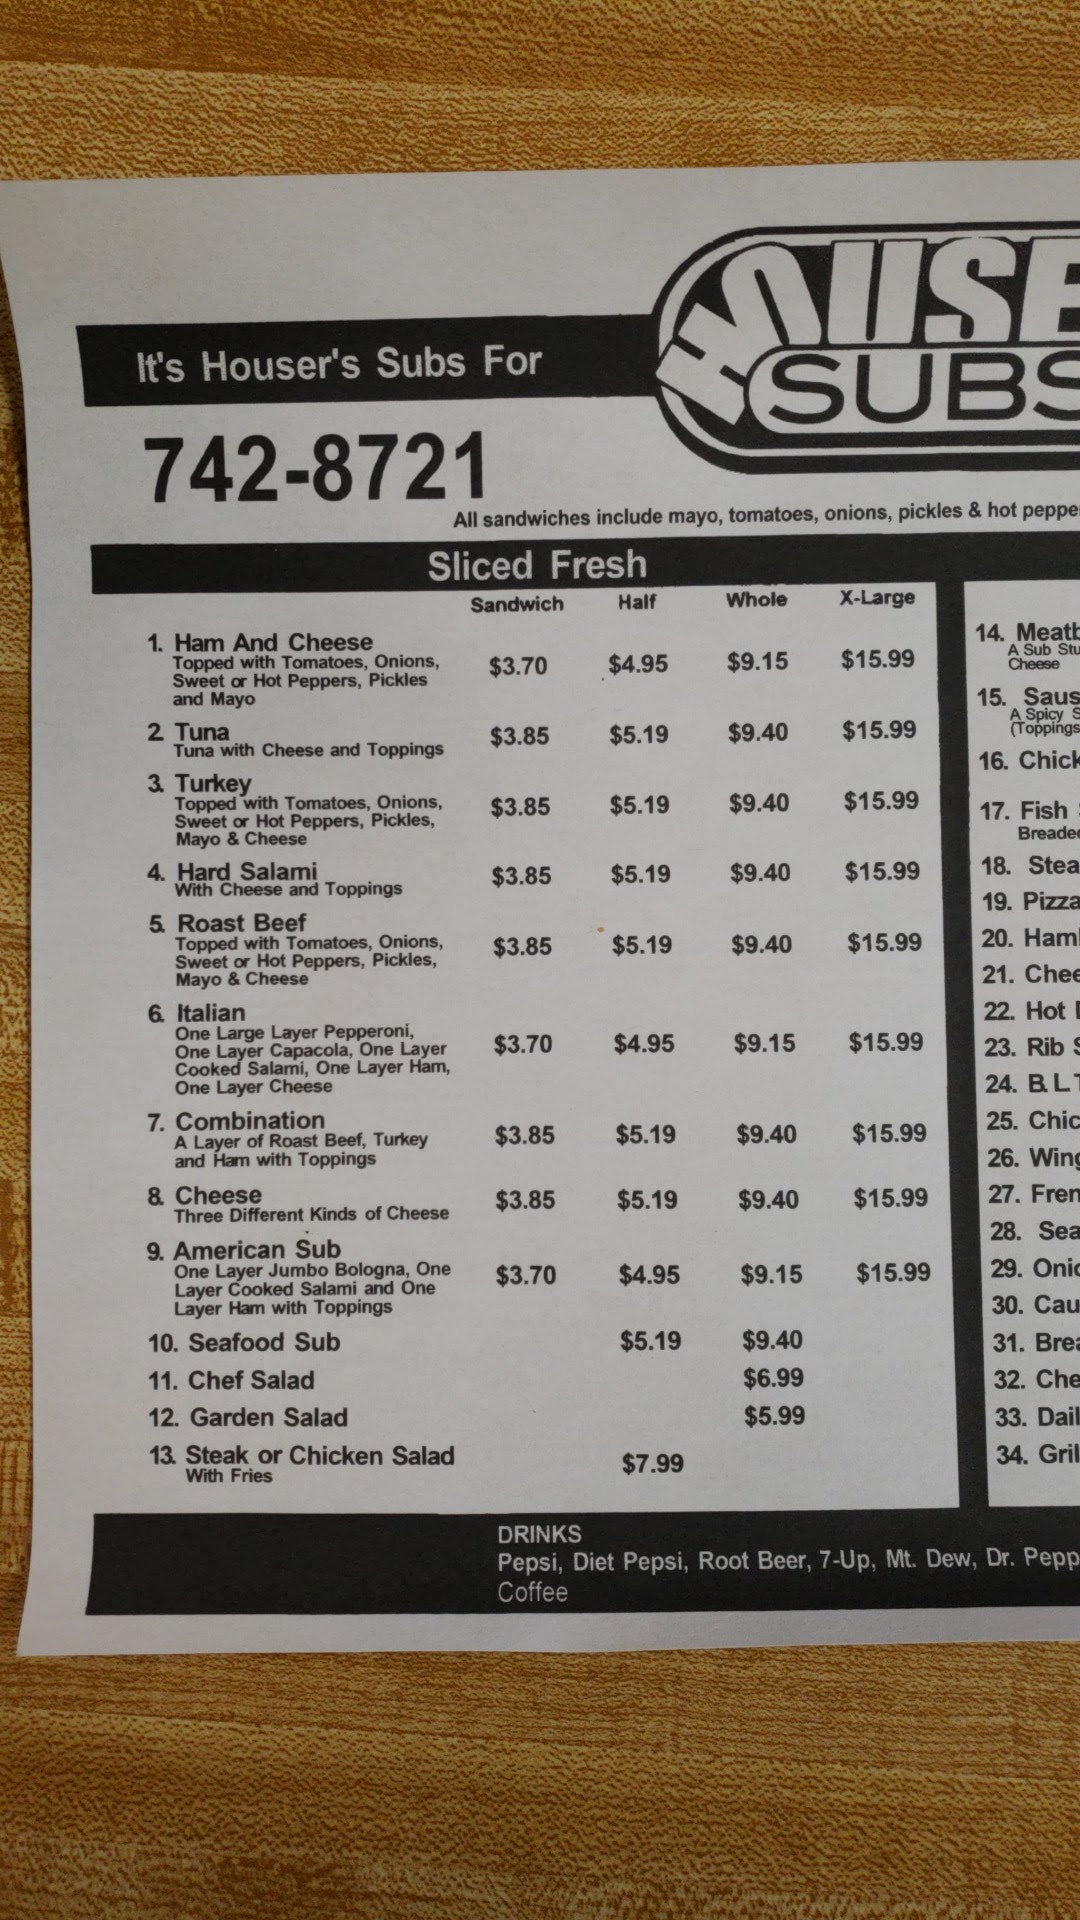 HOUSE
SUBS
It's Houser's Subs For
742-8721
All sandwiches include mayo, tomatoes, onions, pickles & hot
Sliced Fresh
Sandwich Half Whole X-Large
1. Ham And Cheese
Topped with Tomatoes, Onions,
Sweet or Hot Peppers, Pickles
and Mayo
$3.70 $4.95 $9.15 $15.99
2. Tuna
Tuna with Cheese and Toppings
$3.85 $5.19 $9.40 $15.99
3. Turkey
Topped with Tomatoes, Onions,
Sweet or Hot Peppers, Pickles,
Mayo & Cheese
$3.85 $5.19 $9.40 $15.99
4. Hard Salami
With Cheese and Toppings
$3.85 $5.19 $9.40 $15.99
5. Roast Beef
Topped with Tomatoes, Onions,
Sweet or Hot Peppers, Pickles,
Mayo & Cheese
$3.85 $5.19 $9.40 $15.99
6. Italian
One Large Layer Pepperoni,
One Layer Capacola, One Layer
Cooked Salami, One Layer Ham,
One Layer Cheese
$3.70 $4.95 $9.15 $15.99
7. Combination
A Layer of Roast Beef, Turkey
and Ham with Toppings
$3.85 $5.19 $9.40 $15.99
8. Cheese
Three Different Kinds of Cheese
$3.85 $5.19 $9.40 $15.99
9. American Sub
One Layer Jumbo Bologna, One
Layer Cooked Salami and One
Layer Ham with Toppings
$3.70 $4.95 $9.15 $15.99
10. Seafood Sub $5.19 $9.40
11. Chef Salad $6.99
12. Garden Salad $5.99
13. Steak or Chicken Salad
With Fries
$7.99
14.
A Sub
Cheese
15.
A Spicy
(Toppings
16.
17. Fish
18.
19.
20.
21.
22. Hot
23. Rib
24.
25.
26.
27.
28.
29.
30.
31.
32.
33.
34.
DRINKS
Pepsi, Diet Pepsi, Root Beer, 7-Up, Mt. Dew, Dr.
Coffee